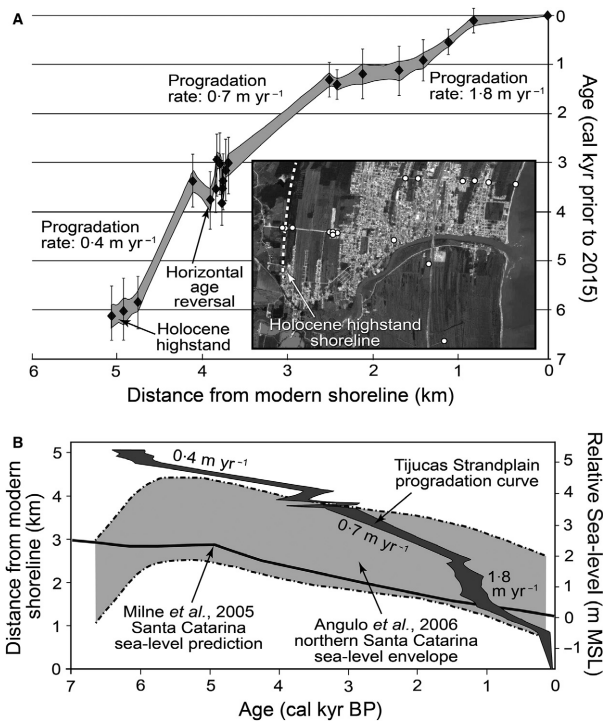 A
Progradation
rate: 0·7 m yr⁻¹
Progradation
rate: 1·8 m yr⁻¹
Progradation
rate: 0·4 m yr⁻¹
Horizontal
age
reversal
Holocene
highstand
Holocene highstand
shoreline
0
1
2
3
4
5
6
7
Age (cal kyr prior to 2015)
6
5
4
3
2
1
0
Distance from modern shoreline (km)
B
5
4
3
2
1
0
Distance from modern
shoreline (km)
0·4 m yr⁻¹
Tijucas Strandplain
progradation curve
0·7 m yr⁻¹
1·8
m yr⁻¹
Milne et al., 2005
Santa Catarina
sea-level prediction
Angulo et al., 2006
northern Santa Catarina
sea-level envelope
5
4
3
2
1
0
−1
Relative Sea-level (m MSL)
7
6
5
4
3
2
1
0
Age (cal kyr BP)